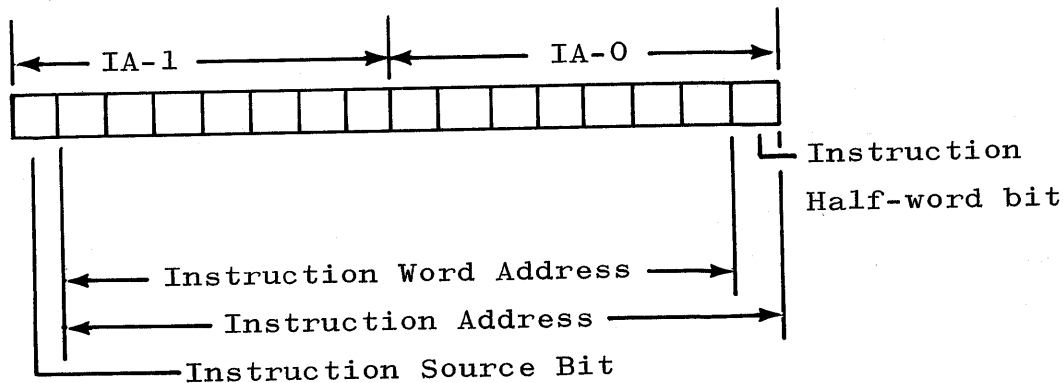 IA-1 IA-0
Instruction
Half-word bit
Instruction Word Address
Instruction Address
Instruction Source Bit